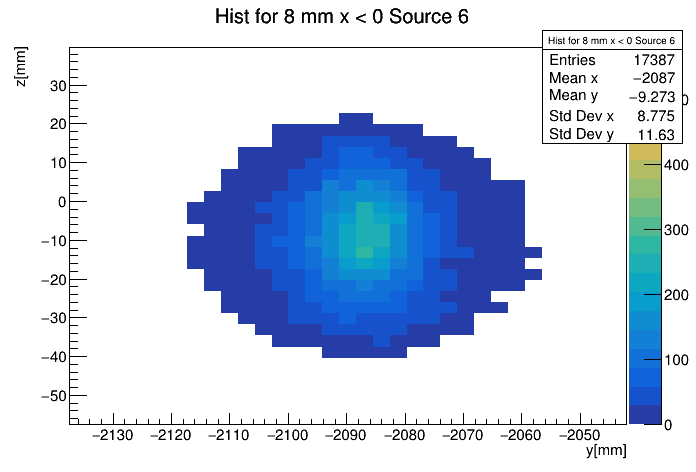 Hist for 8 mm x < 0 Source 6
z[mm]
Hist for 8 mm x < 0 Source 6
Entries 17387
Mean x −2087
Mean y −9.273
Std Dev x 8.775
Std Dev y 11.63
30
20
10
0
−10
−20
−30
−40
−50
400
300
200
100
0
−2130 −2120 −2110 −2100 −2090 −2080 −2070 −2060 −2050
y[mm]